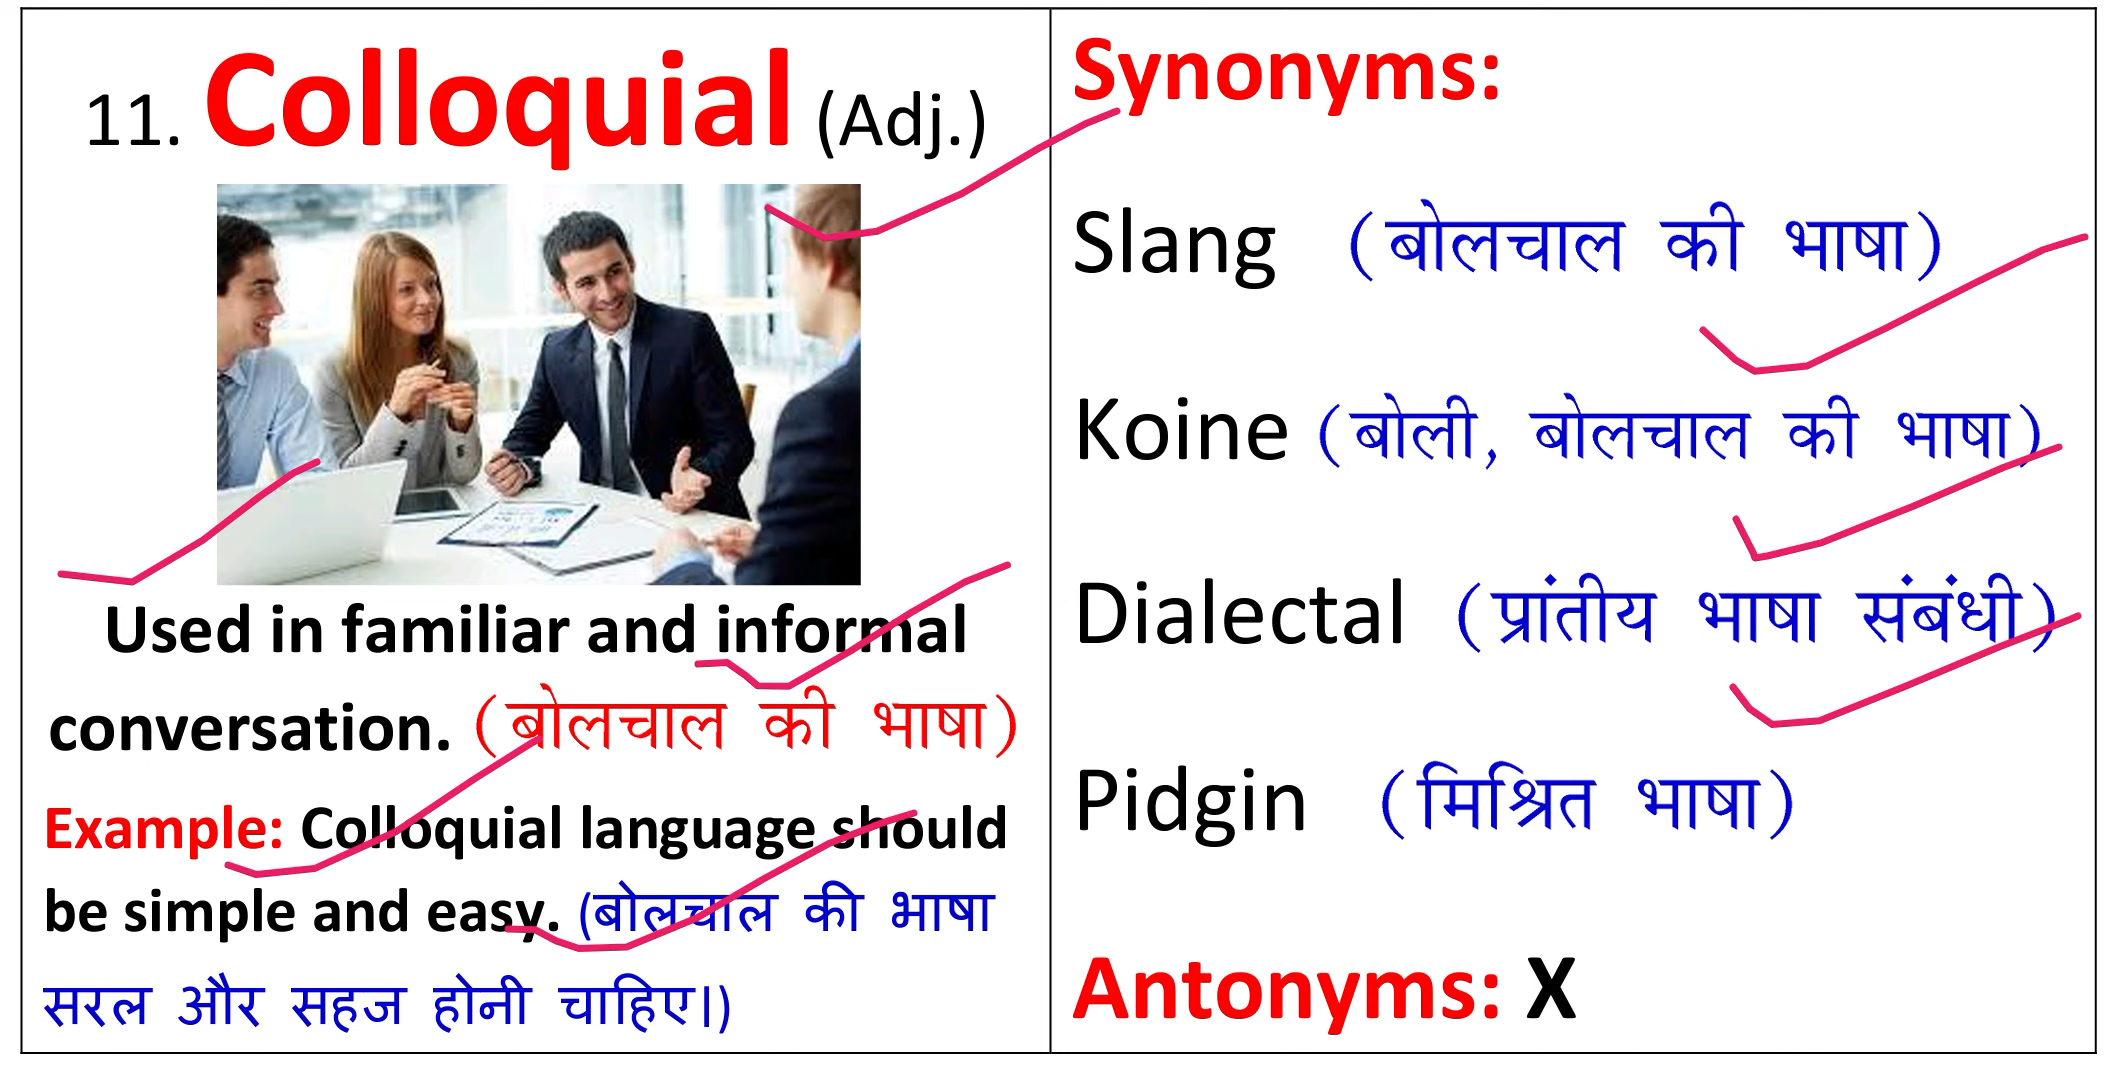 11. Colloquial (Adj.)
Used in familiar and informal
conversation. (बोलचाल की भाषा)
Example: Colloquial language should
be simple and easy. (बोलचाल की भाषा
सरल और सहज होनी चाहिए।)
Synonyms:
Slang (बोलचाल की भाषा)
Koine (बोली, बोलचाल की भाषा)
Dialectal (प्रांतीय भाषा संबंधी)
Pidgin (मिश्रित भाषा)
Antonyms: X